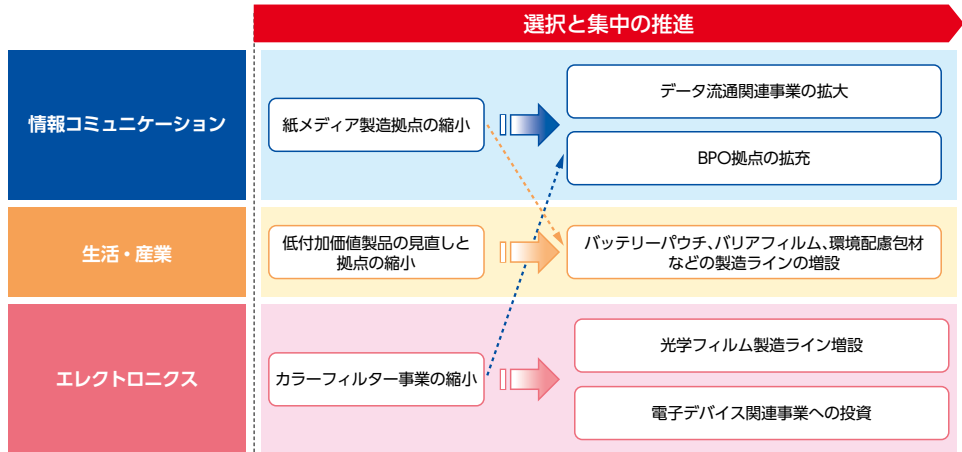 選択と集中の推進
情報コミュニケーション
紙メディア製造拠点の縮小
データ流通関連事業の拡大
BPO拠点の拡充
生活・産業
低付加価値製品の見直しと
拠点の縮小
バッテリーパウチ、バリアフィルム、環境配慮包材
などの製造ラインの増設
エレクトロニクス
カラーフィルター事業の縮小
光学フィルム製造ライン増設
電子デバイス関連事業への投資